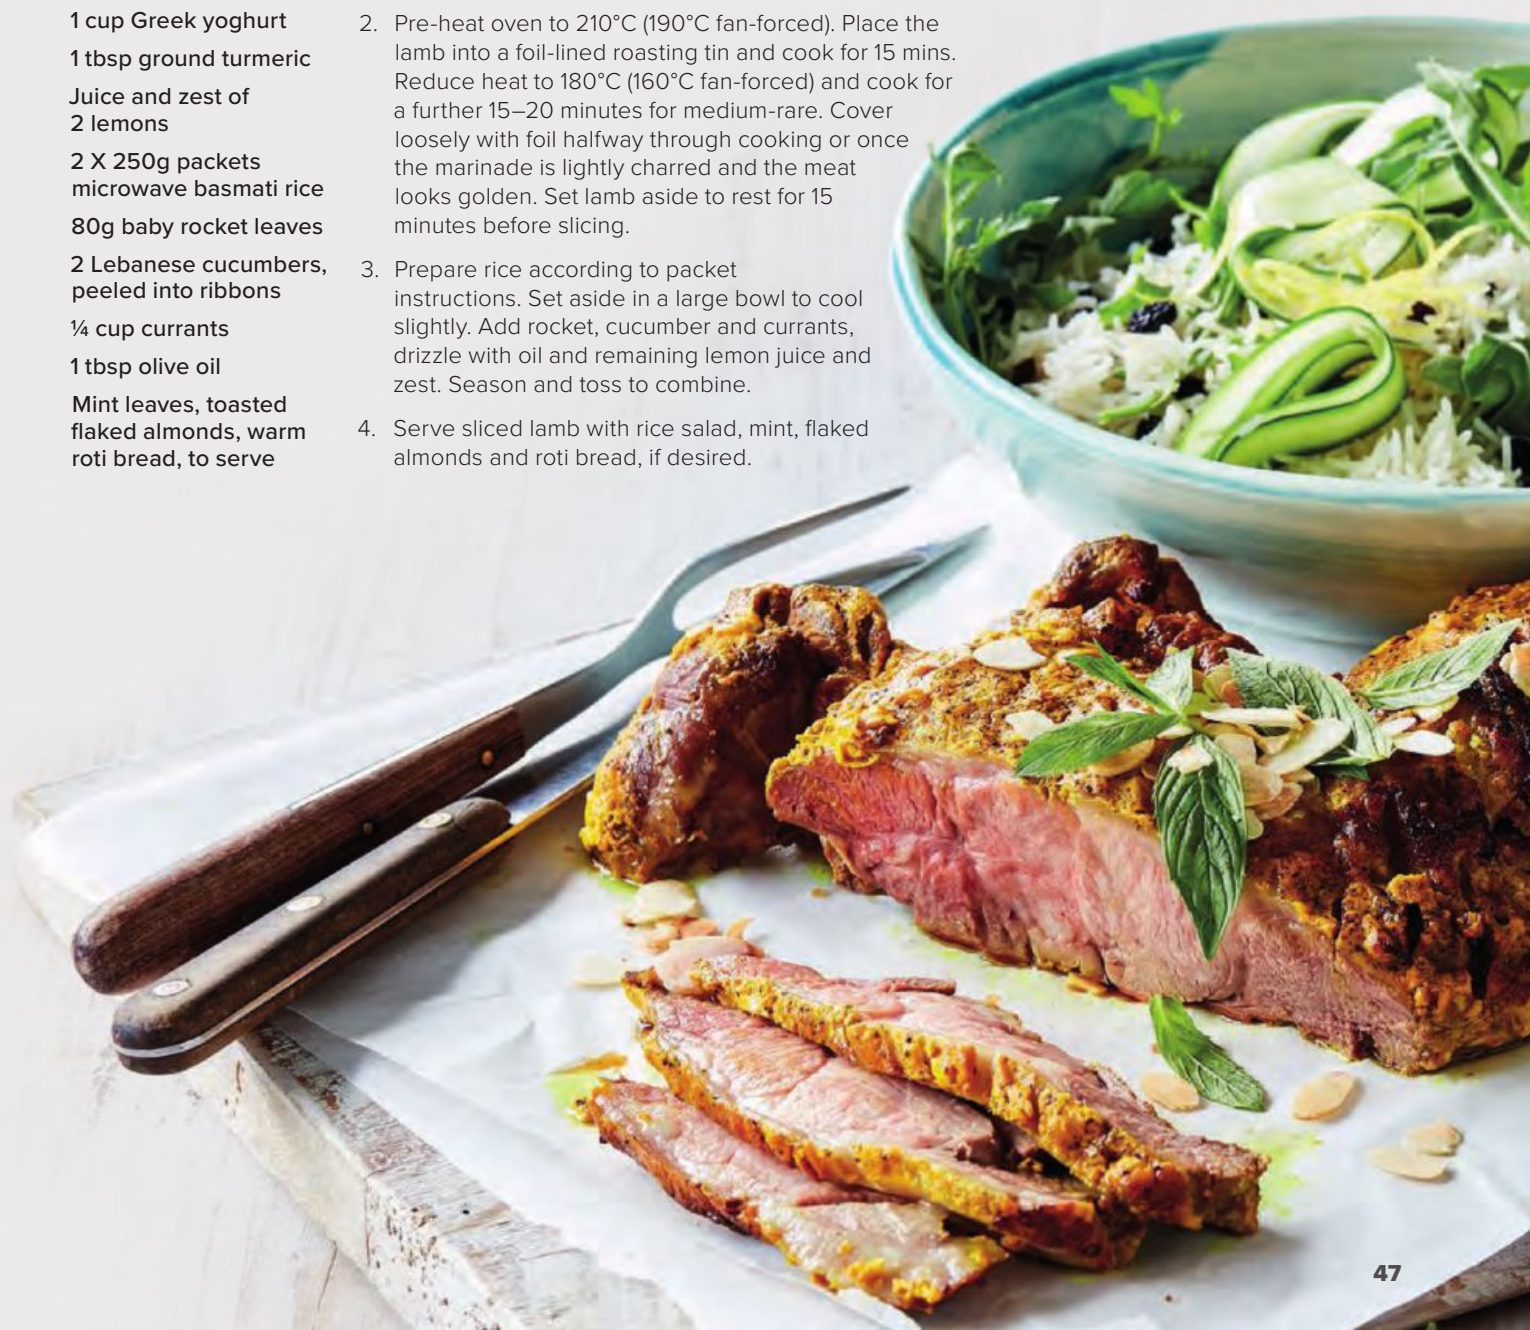 1 cup Greek yoghurt
1 tbsp ground turmeric
Juice and zest of
2 lemons
2 X 250g packets
microwave basmati rice
80g baby rocket leaves
2 Lebanese cucumbers,
peeled into ribbons
¼ cup currants
1 tbsp olive oil
Mint leaves, toasted
flaked almonds, warm
roti bread, to serve
2. Pre-heat oven to 210°C (190°C fan-forced). Place the
lamb into a foil-lined roasting tin and cook for 15 mins.
Reduce heat to 180°C (160°C fan-forced) and cook for
a further 15–20 minutes for medium-rare. Cover
loosely with foil halfway through cooking or once
the marinade is lightly charred and the meat
looks golden. Set lamb aside to rest for 15
minutes before slicing.
3. Prepare rice according to packet
instructions. Set aside in a large bowl to cool
slightly. Add rocket, cucumber and currants,
drizzle with oil and remaining lemon juice and
zest. Season and toss to combine.
4. Serve sliced lamb with rice salad, mint, flaked
almonds and roti bread, if desired.
47